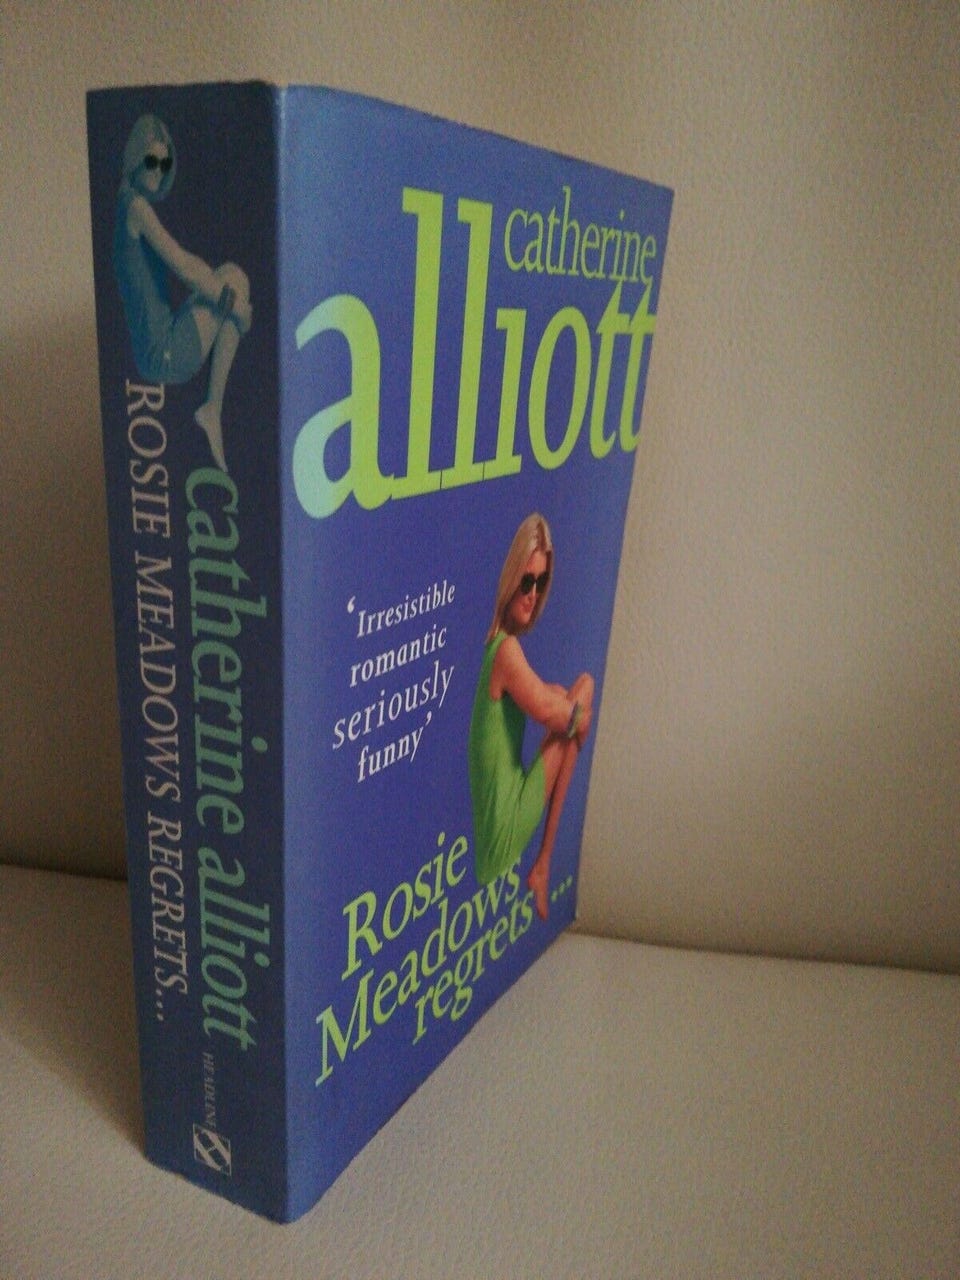 catherine
alliott
‘Irresistible
romantic
seriously
funny’
Rosie
Meadows
regrets...
catherine alliott
ROSIE MEADOWS REGRETS...
HEADLINE